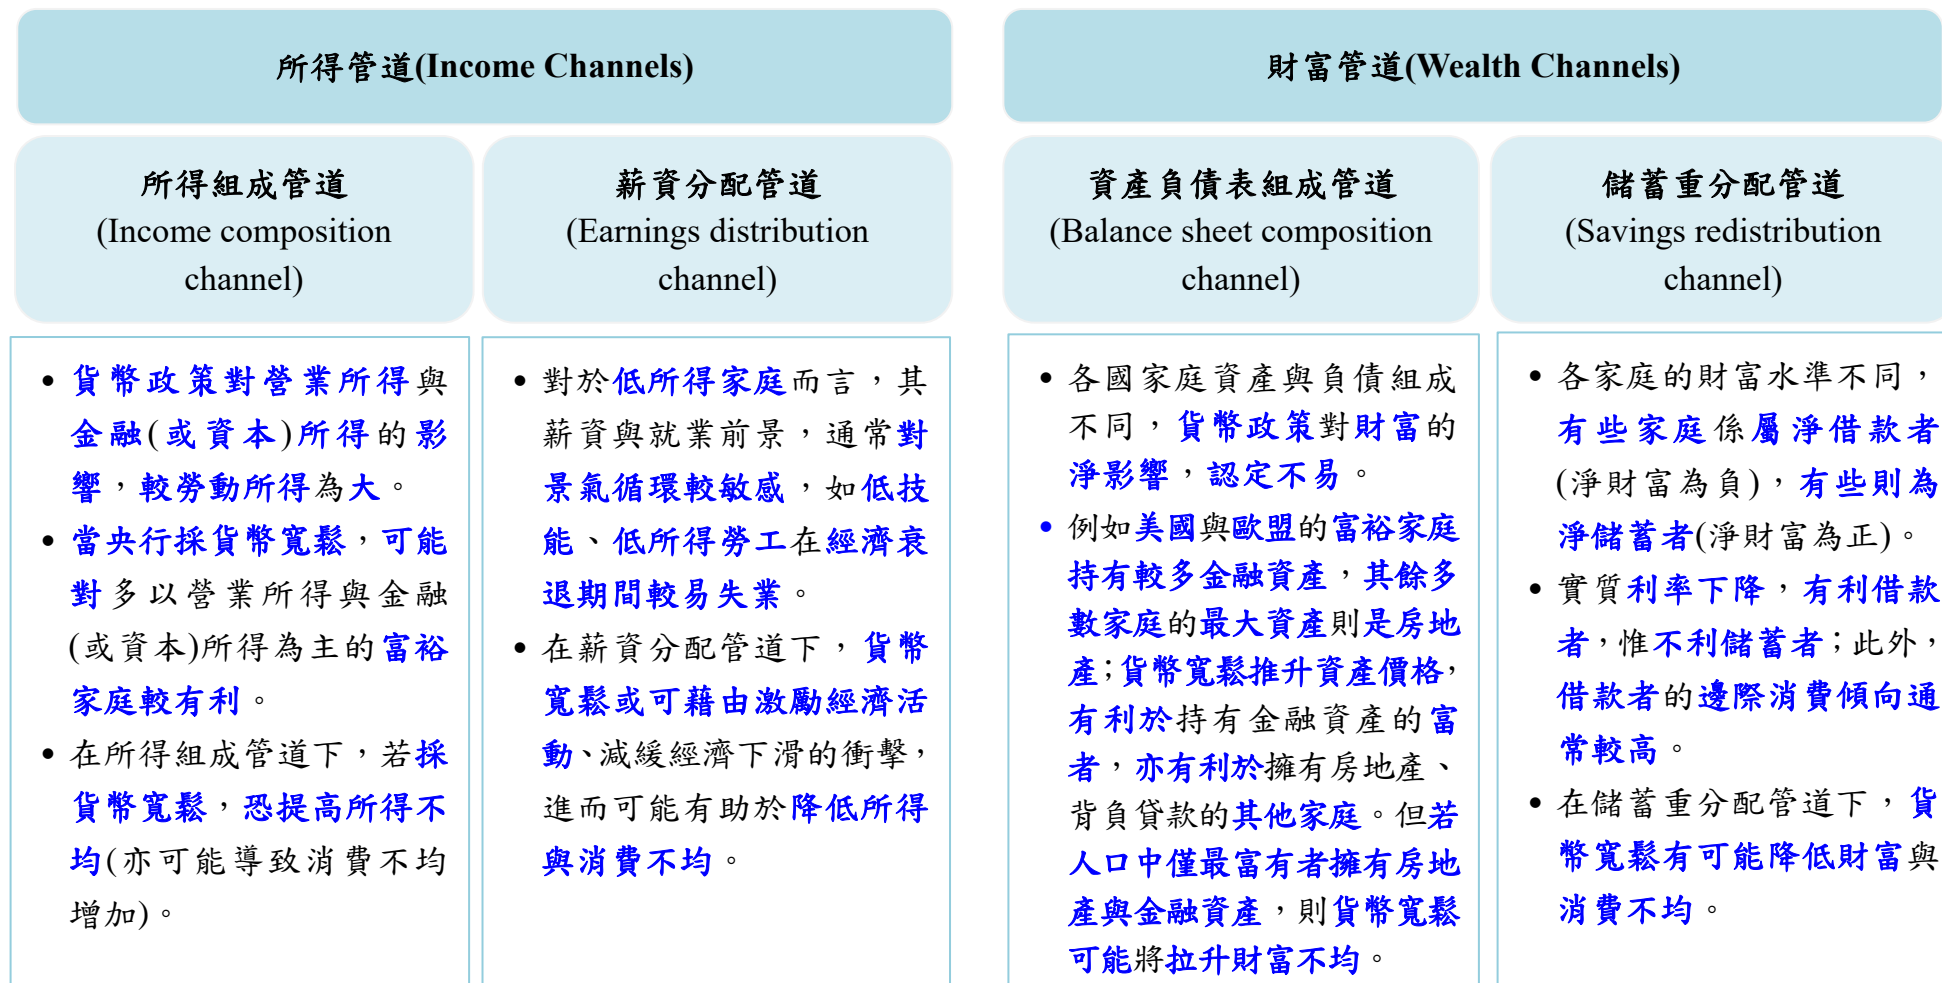 所得管道(Income Channels)
所得組成管道
(Income composition
channel)
• 貨幣政策對營業所得與
金融(或資本)所得的影
響，較勞動所得為大。
• 當央行採貨幣寬鬆，可能
對多以營業所得與金融
(或資本)所得為主的富裕
家庭較有利。
• 在所得組成管道下，若採
貨幣寬鬆，恐提高所得不
均(亦可能導致消費不均
增加)。
薪資分配管道
(Earnings distribution
channel)
• 對於低所得家庭而言，其
薪資與就業前景，通常對
景氣循環較敏感，如低技
能、低所得勞工在經濟衰
退期間較易失業。
• 在薪資分配管道下，貨幣
寬鬆或可藉由激勵經濟活
動、減緩經濟下滑的衝擊，
進而可能有助於降低所得
與消費不均。
財富管道(Wealth Channels)
資產負債表組成管道
(Balance sheet composition
channel)
• 各國家庭資產與負債組成
不同，貨幣政策對財富的
淨影響，認定不易。
• 例如美國與歐盟的富裕家庭
持有較多金融資產，其餘多
數家庭的最大資產則是房地
產；貨幣寬鬆推升資產價格，
有利於持有金融資產的富
者，亦有利於擁有房地產、
背負貸款的其他家庭。但若
人口中僅最富有者擁有房地
產與金融資產，則貨幣寬鬆
可能將拉升財富不均。
儲蓄重分配管道
(Savings redistribution
channel)
• 各家庭的財富水準不同，
有些家庭係屬淨借款者
(淨財富為負)，有些則為
淨儲蓄者(淨財富為正)。
• 實質利率下降，有利借款
者，惟不利儲蓄者；此外，
借款者的邊際消費傾向通
常較高。
• 在儲蓄重分配管道下，貨
幣寬鬆有可能降低財富與
消費不均。